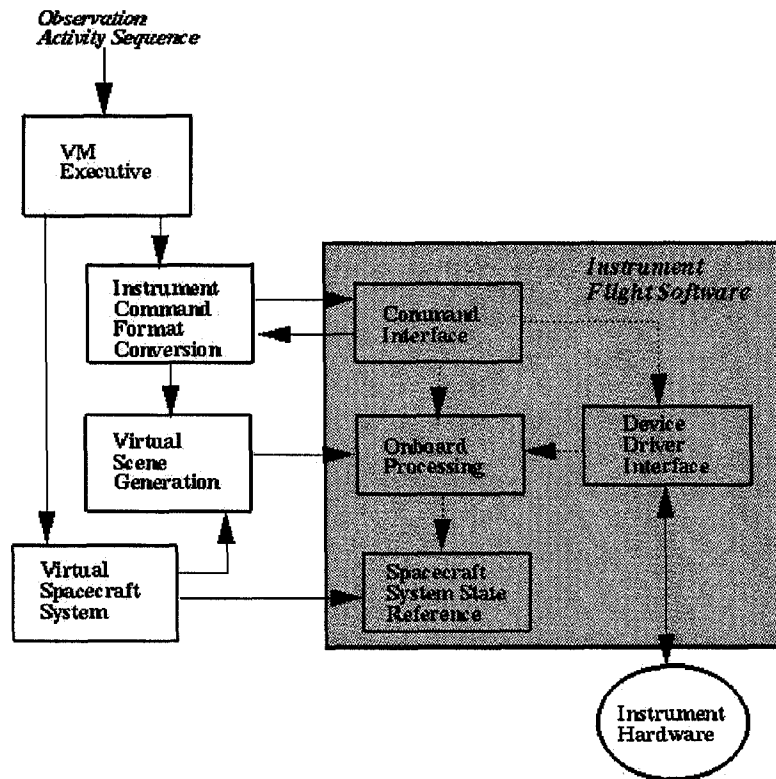 Observation
Activity Sequence
VM
Executive
Instrument
Command
Format
Conversion
Instrument
Flight Software
Command
Interface
Virtual
Scene
Generation
Onboard
Processing
Device
Driver
Interface
Virtual
Spacecraft
System
Spacecraft
System State
Reference
Instrument
Hardware